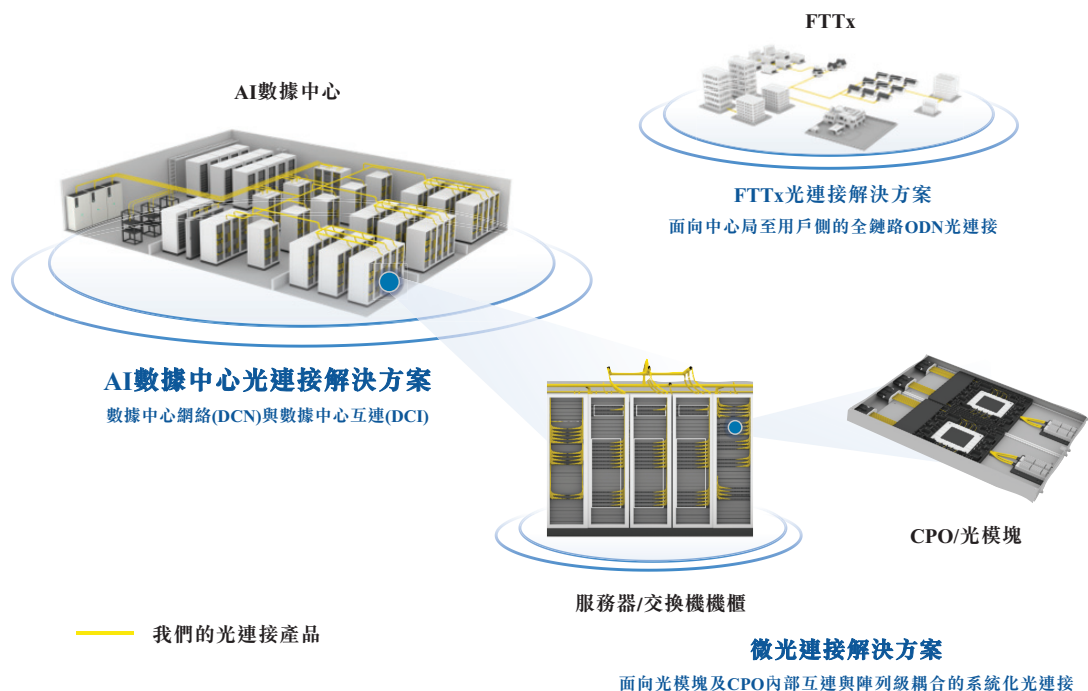 FTTx
AI數據中心
FTTx光連接解決方案
面向中心局至用戶側的全鏈路ODN光連接
AI數據中心光連接解決方案
數據中心網絡(DCN)與數據中心互連(DCI)
CPO/光模塊
服務器/交換機機櫃
我們的光連接產品
微光連接解決方案
面向光模塊及CPO內部互連與陣列級耦合的系統化光連接